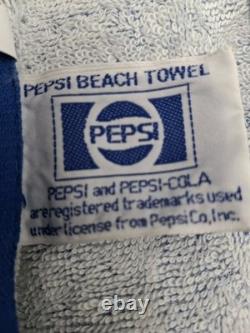 PEPSI BEACH TOWEL
PEPSI
PEPSI and PEPSI-COLA
are registered trademarks used
under license from PepsiCo, Inc.